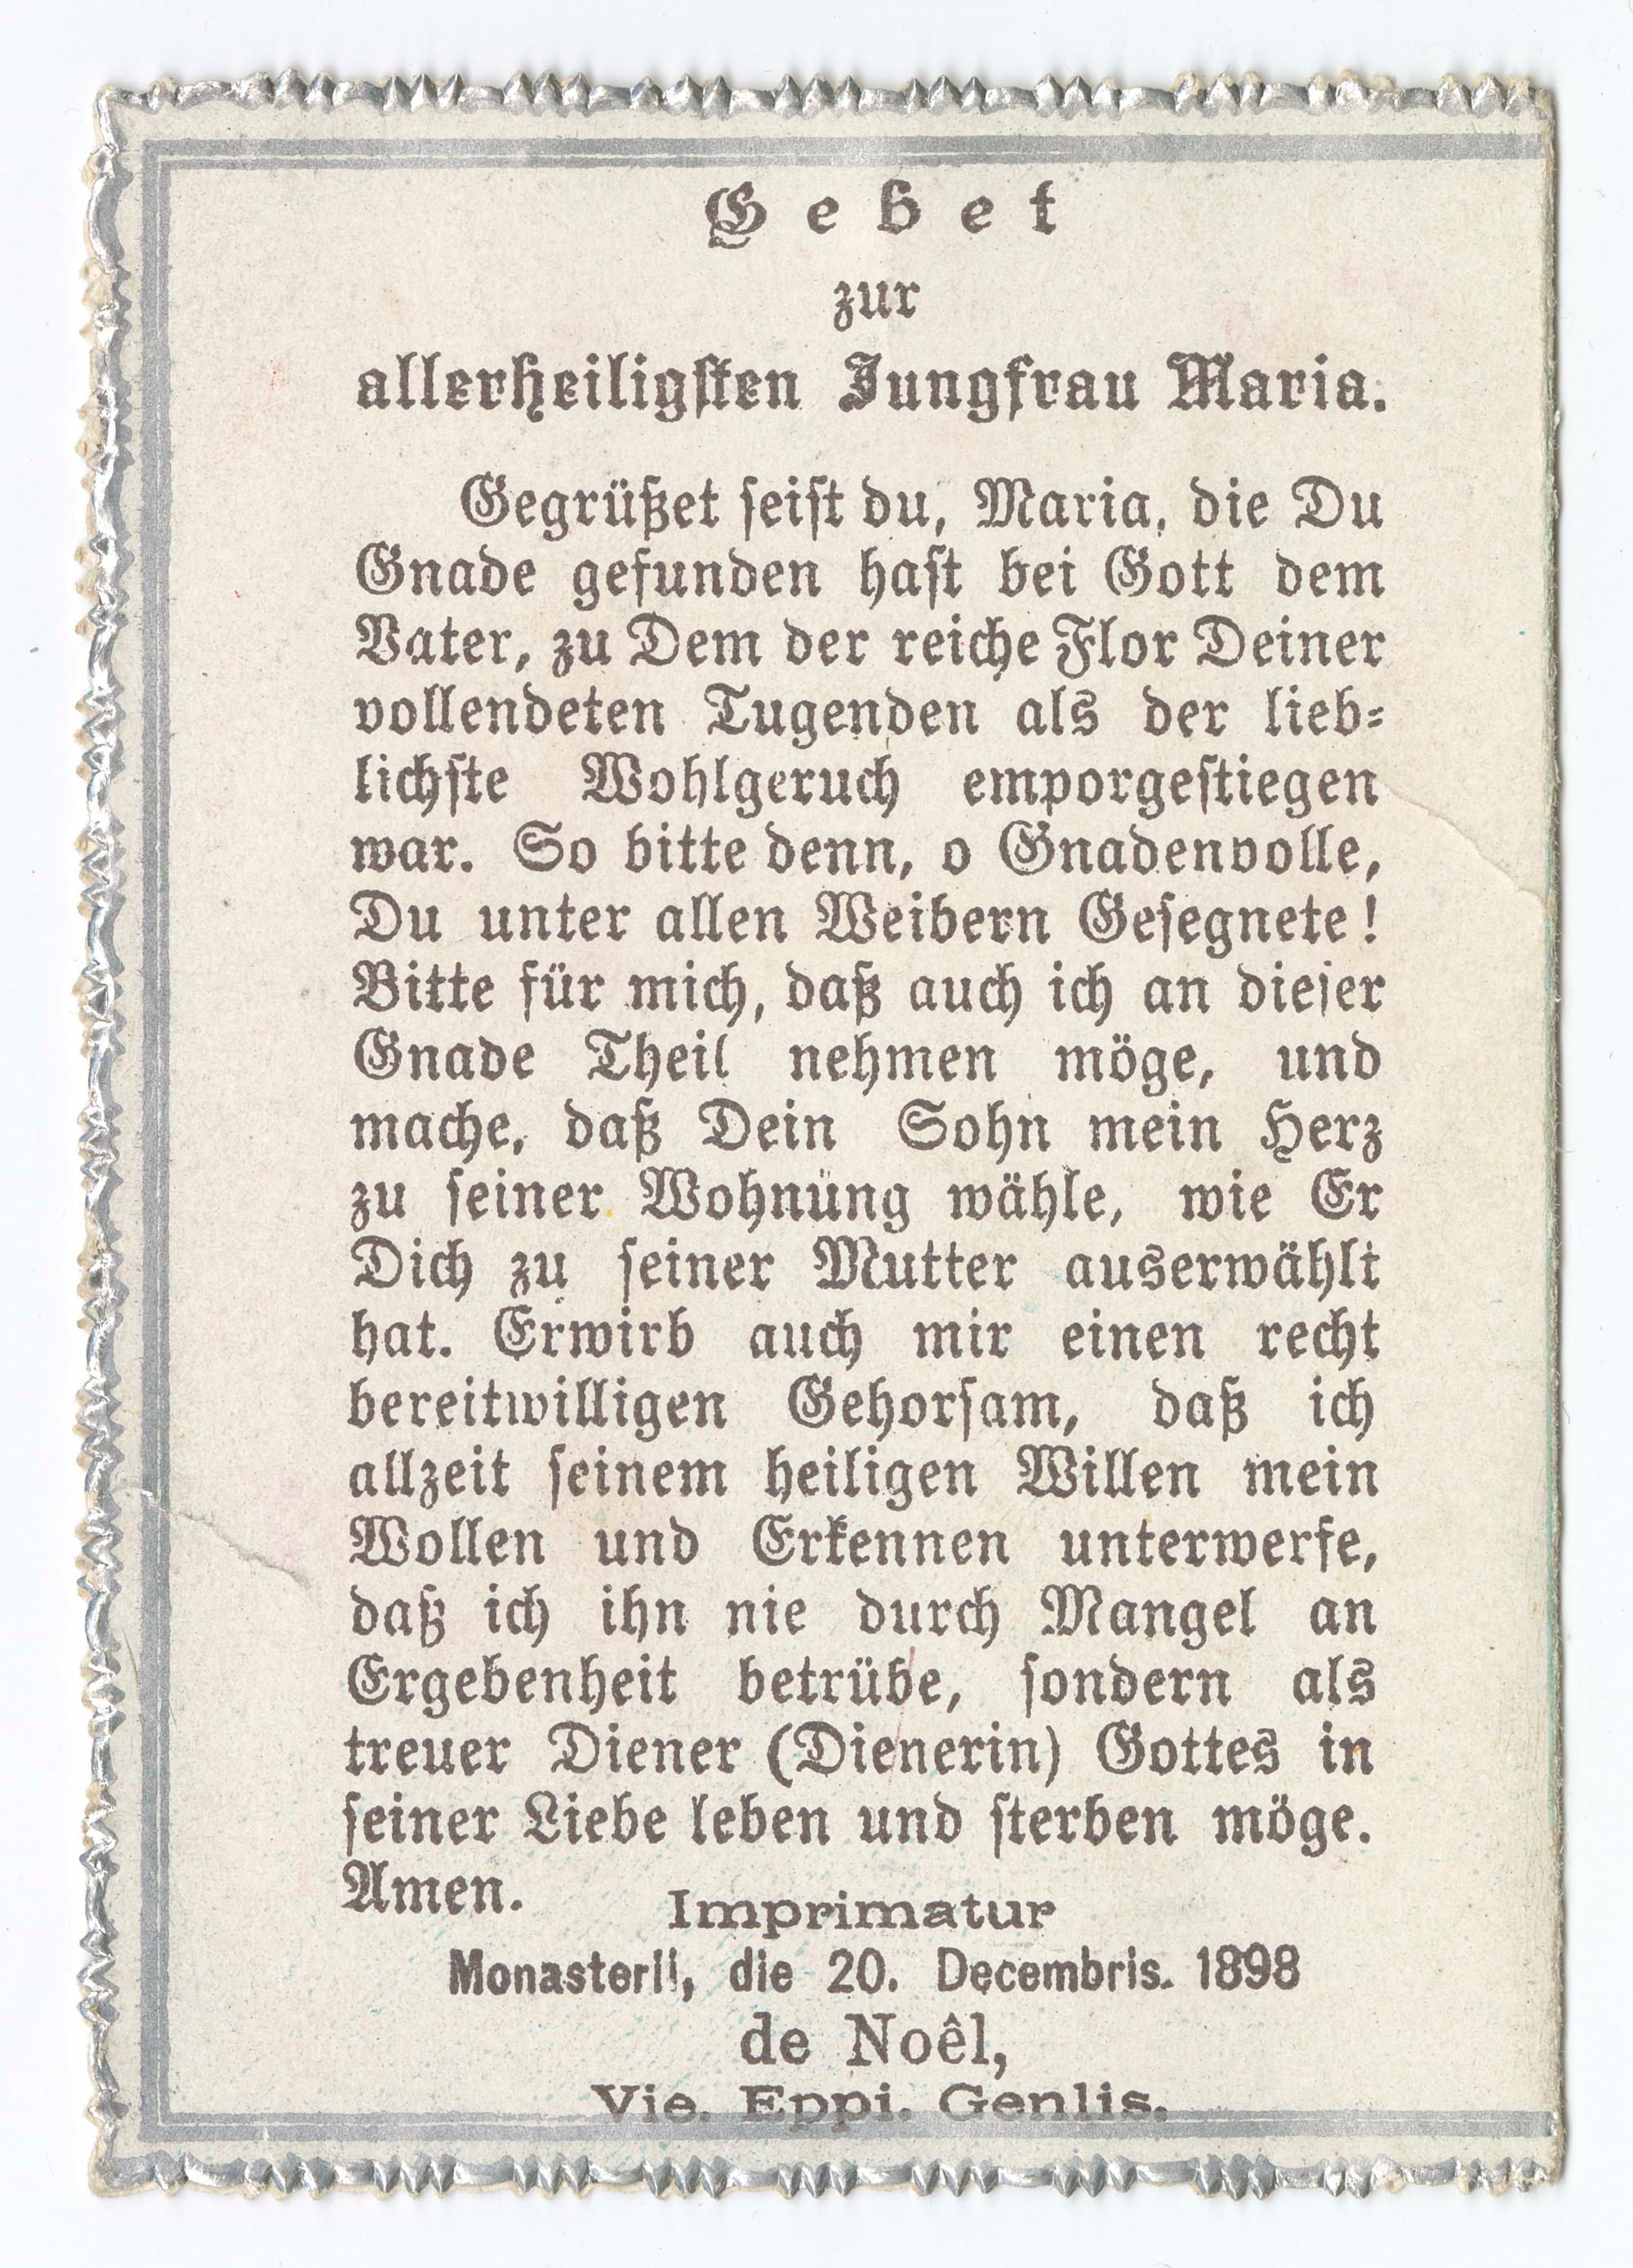 Gebet
zur
allerheiligsten Jungfrau Maria.
Gegrüßet seist du, Maria, die Du
Gnade gefunden hast bei Gott dem
Vater, zu Dem der reiche Flor Deiner
vollendeten Tugenden als der lieb-
lichste Wohlgeruch emporgestiegen
war. So bitte denn, o Gnadenvolle,
Du unter allen Weibern Gesegnete!
Bitte für mich, daß auch ich an dieser
Gnade Theil nehmen möge, und
mache, daß Dein Sohn mein Herz
zu seiner Wohnung wähle, wie Er
Dich zu seiner Mutter auserwählt
hat. Erwirb auch mir einen recht
bereitwilligen Gehorsam, daß ich
allzeit seinem heiligen Willen mein
Wollen und Erkennen unterwerfe,
daß ich ihn nie durch Mangel an
Ergebenheit betrübe, sondern als
treuer Diener (Dienerin) Gottes in
seiner Liebe leben und sterben möge.
Amen.
Imprimatur
Monasterii, die 20. Decembris. 1898
de Noêl,
Vie. Eppi. Genlis.